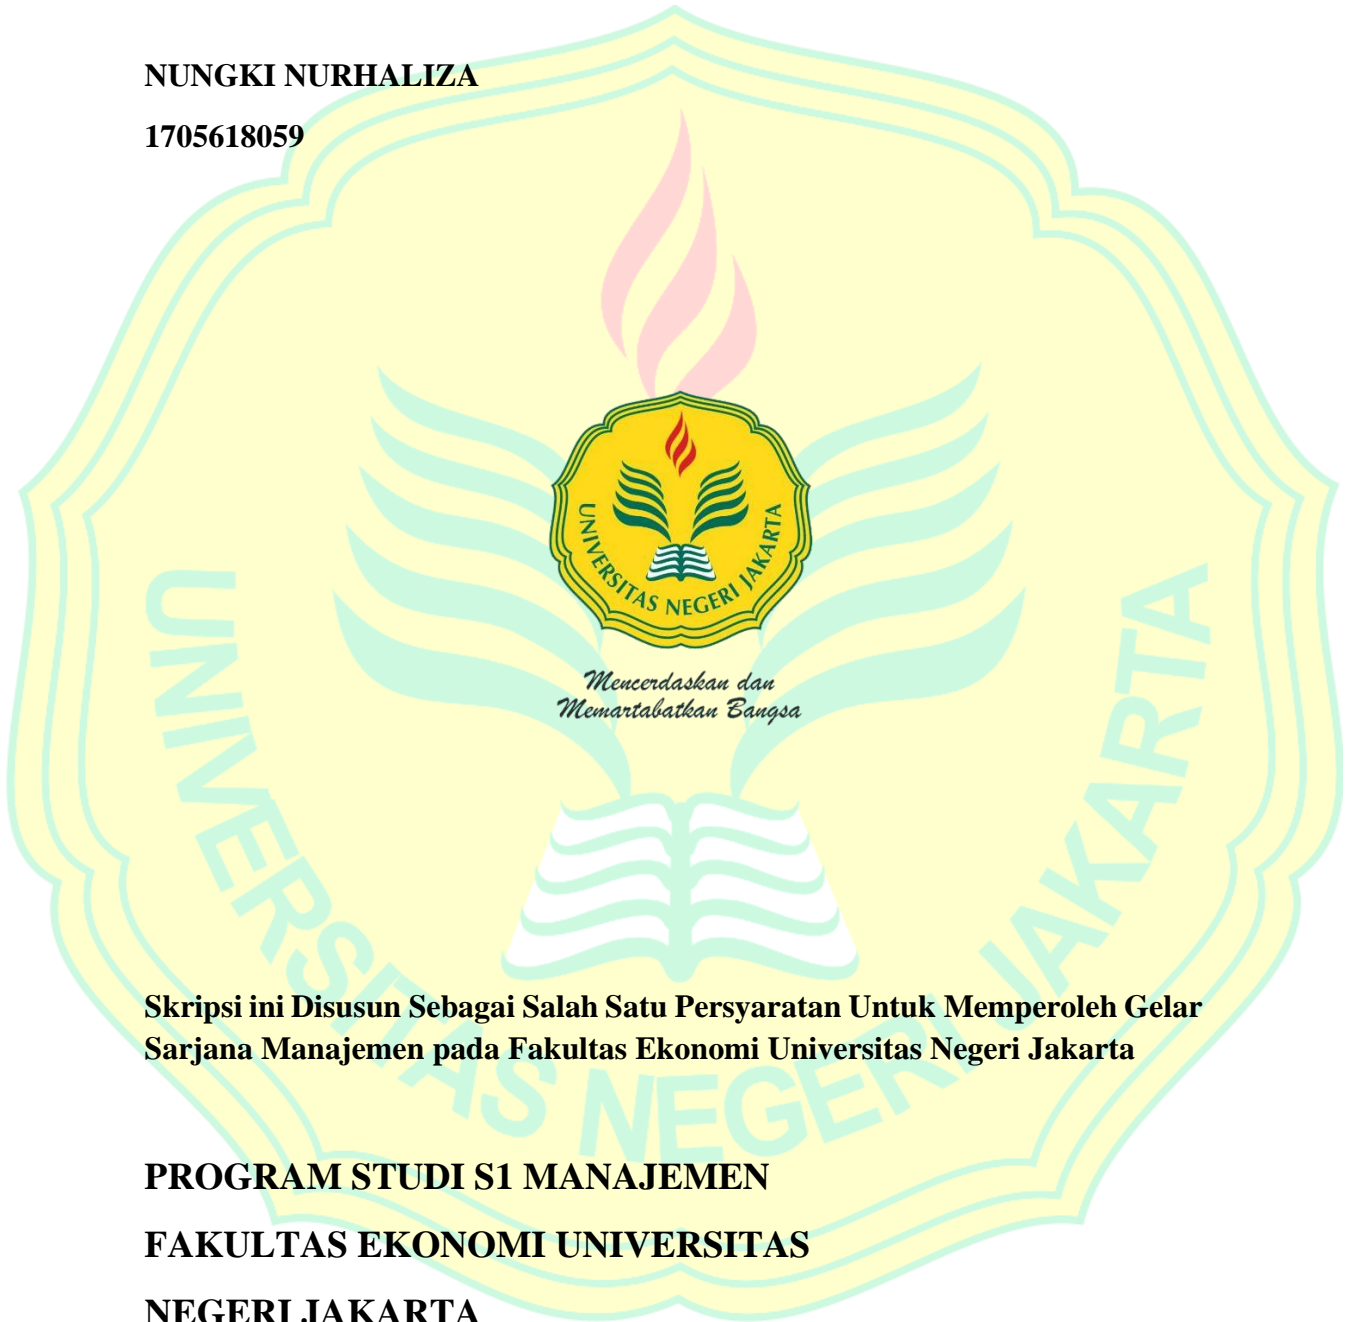 NUNGKI NURHALIZA
1705618059
UNIVERSITAS NEGERI JAKARTA
UNIVERSITAS NEGERI JAKARTA
Mencerdaskan dan
Memartabatkan Bangsa
Skripsi ini Disusun Sebagai Salah Satu Persyaratan Untuk Memperoleh Gelar
Sarjana Manajemen pada Fakultas Ekonomi Universitas Negeri Jakarta
PROGRAM STUDI S1 MANAJEMEN
FAKULTAS EKONOMI UNIVERSITAS
NEGERI JAKARTA